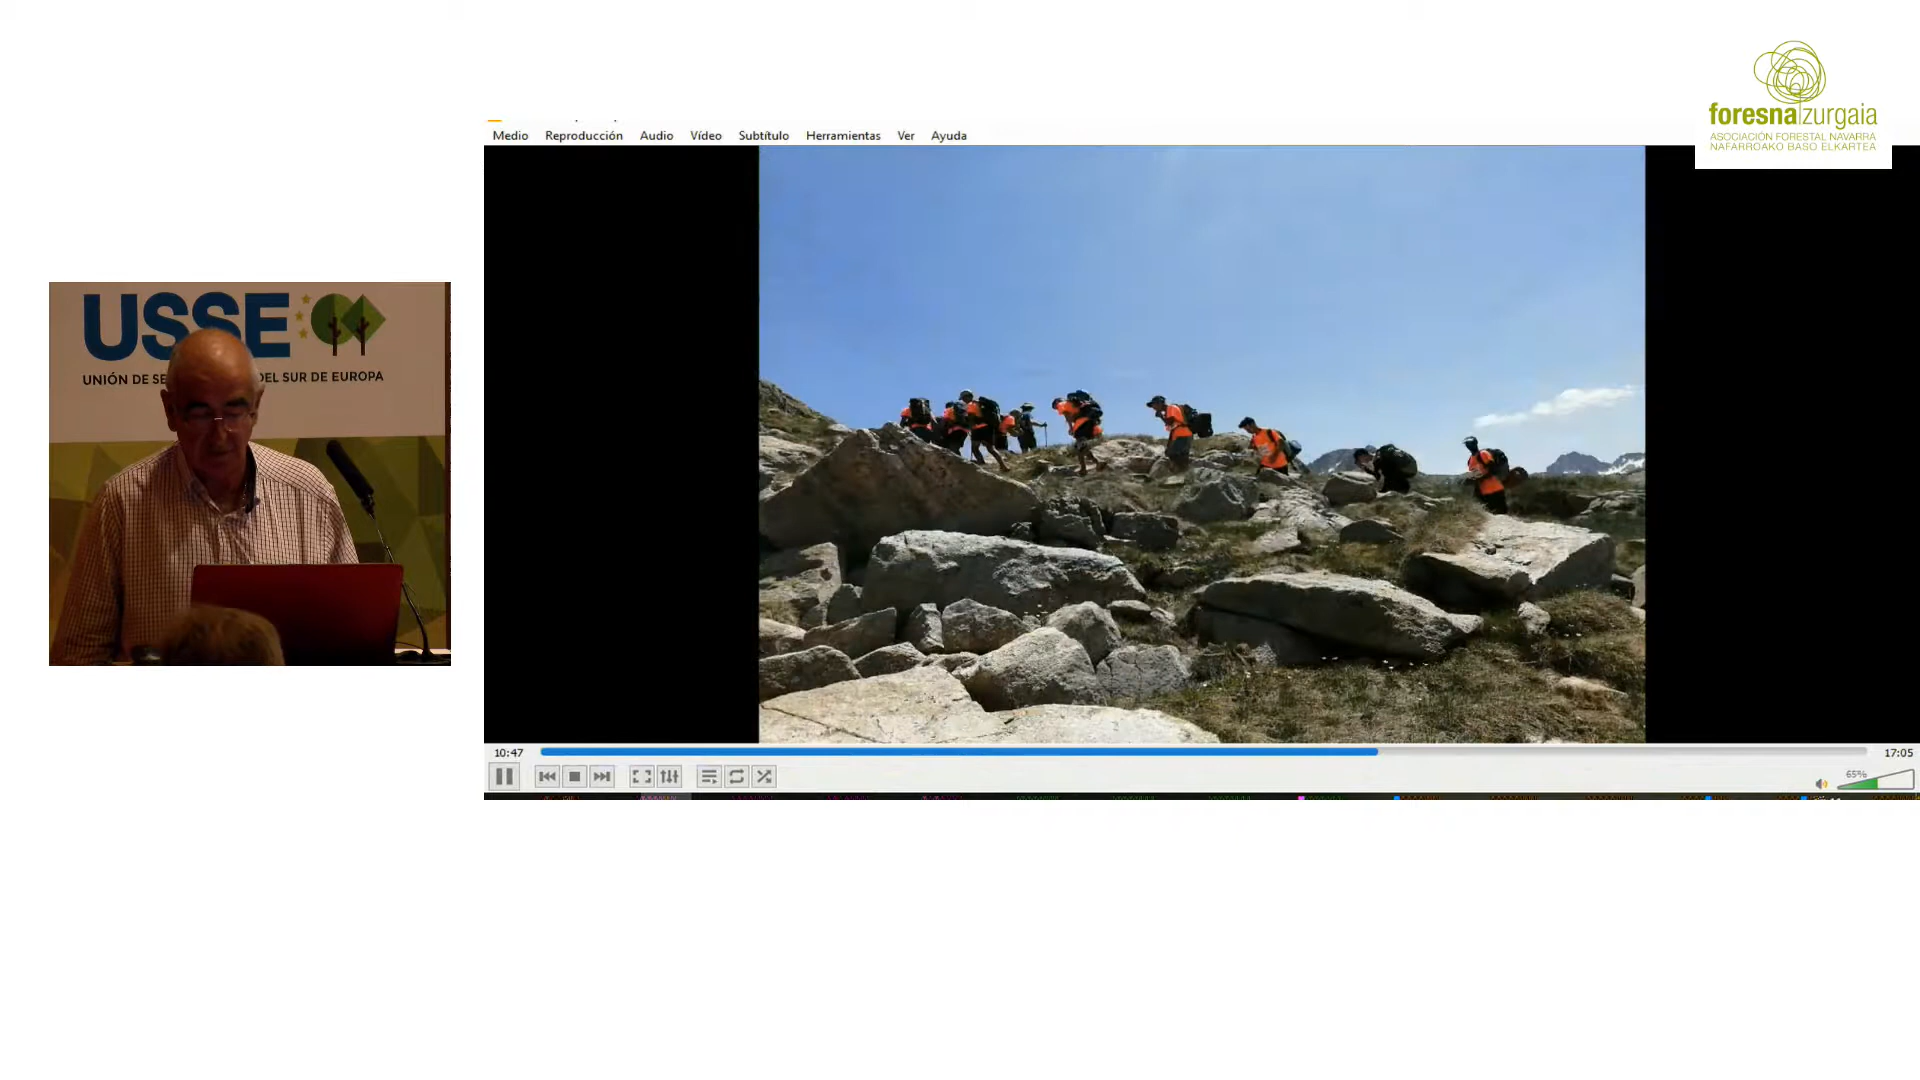 foresna zurgaia
ASOCIACIÓN FORESTAL NAVARRA
NAFARROAKO BASO ELKARTEA
Medio Reproducción Audio Vídeo Subtítulo Herramientas Ver Ayuda
USSE
UNIÓN DE SE DEL SUR DE EUROPA
10:47
17:05
65%